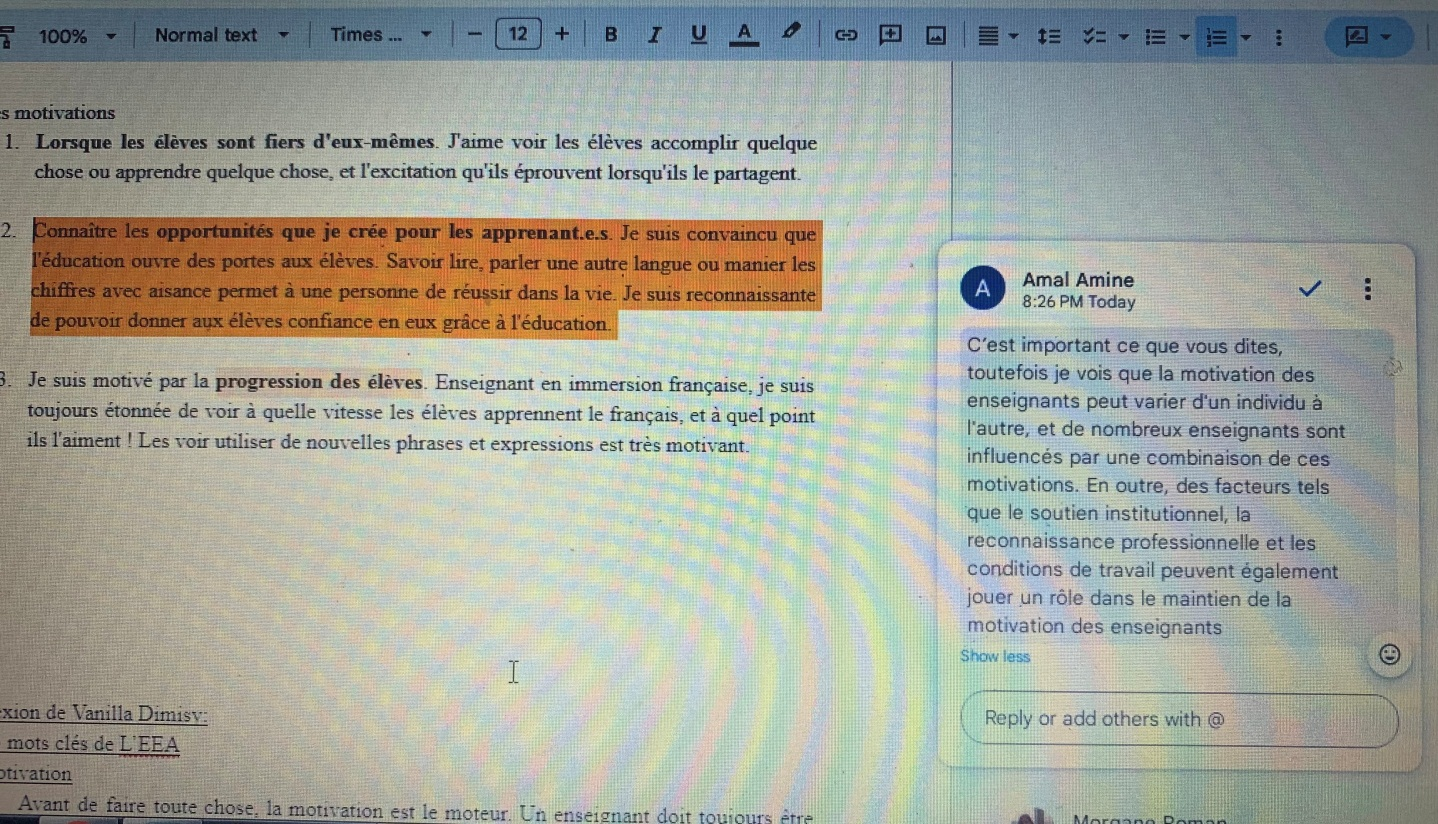 100%
Normal text
Times ...
12
B I U A
s motivations
1. Lorsque les élèves sont fiers d'eux-mêmes. J'aime voir les élèves accomplir quelque
chose ou apprendre quelque chose, et l'excitation qu'ils éprouvent lorsqu'ils le partagent.
2. Connaître les opportunités que je crée pour les apprenant.e.s. Je suis convaincu que
l'éducation ouvre des portes aux élèves. Savoir lire, parler une autre langue ou manier les
chiffres avec aisance permet à une personne de réussir dans la vie. Je suis reconnaissante
de pouvoir donner aux élèves confiance en eux grâce à l'éducation.
3. Je suis motivé par la progression des élèves. Enseignant en immersion française, je suis
toujours étonnée de voir à quelle vitesse les élèves apprennent le français, et à quel point
ils l'aiment ! Les voir utiliser de nouvelles phrases et expressions est très motivant.
xion de Vanilla Dimisy:
mots clés de L'EEA
otivation
Avant de faire toute chose, la motivation est le moteur. Un enseignant doit toujours être
A
Amal Amine
8:26 PM Today
C'est important ce que vous dites,
toutefois je vois que la motivation des
enseignants peut varier d'un individu à
l'autre, et de nombreux enseignants sont
influencés par une combinaison de ces
motivations. En outre, des facteurs tels
que le soutien institutionnel, la
reconnaissance professionnelle et les
conditions de travail peuvent également
jouer un rôle dans le maintien de la
motivation des enseignants
Show less
Reply or add others with @